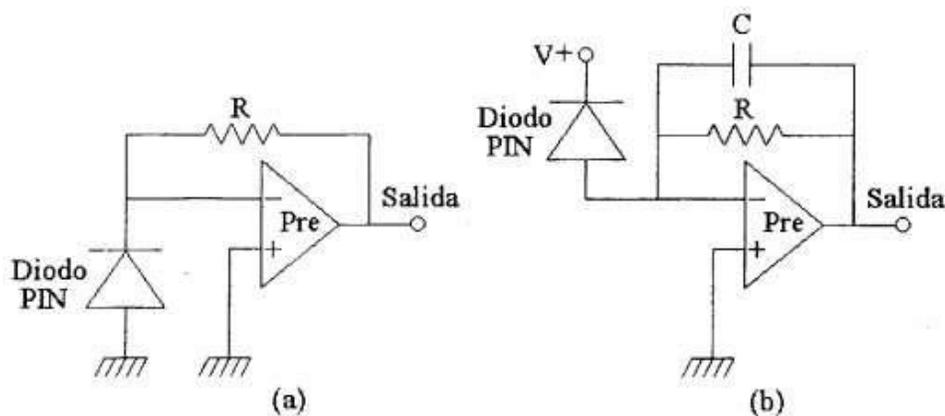 R
Diodo
PIN
−
+
Pre
Salida
(a)
V+
C
R
Diodo
PIN
−
+
Pre
Salida
(b)